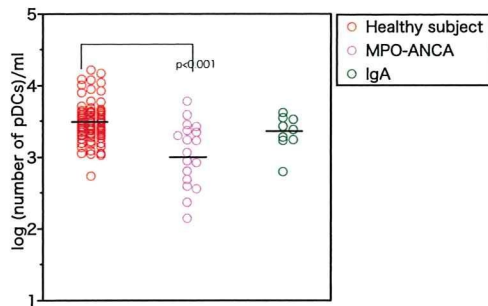 5
4
3
2
1
log (number of pDCs)/ml
p<0.001
Healthy subject
MPO-ANCA
IgA